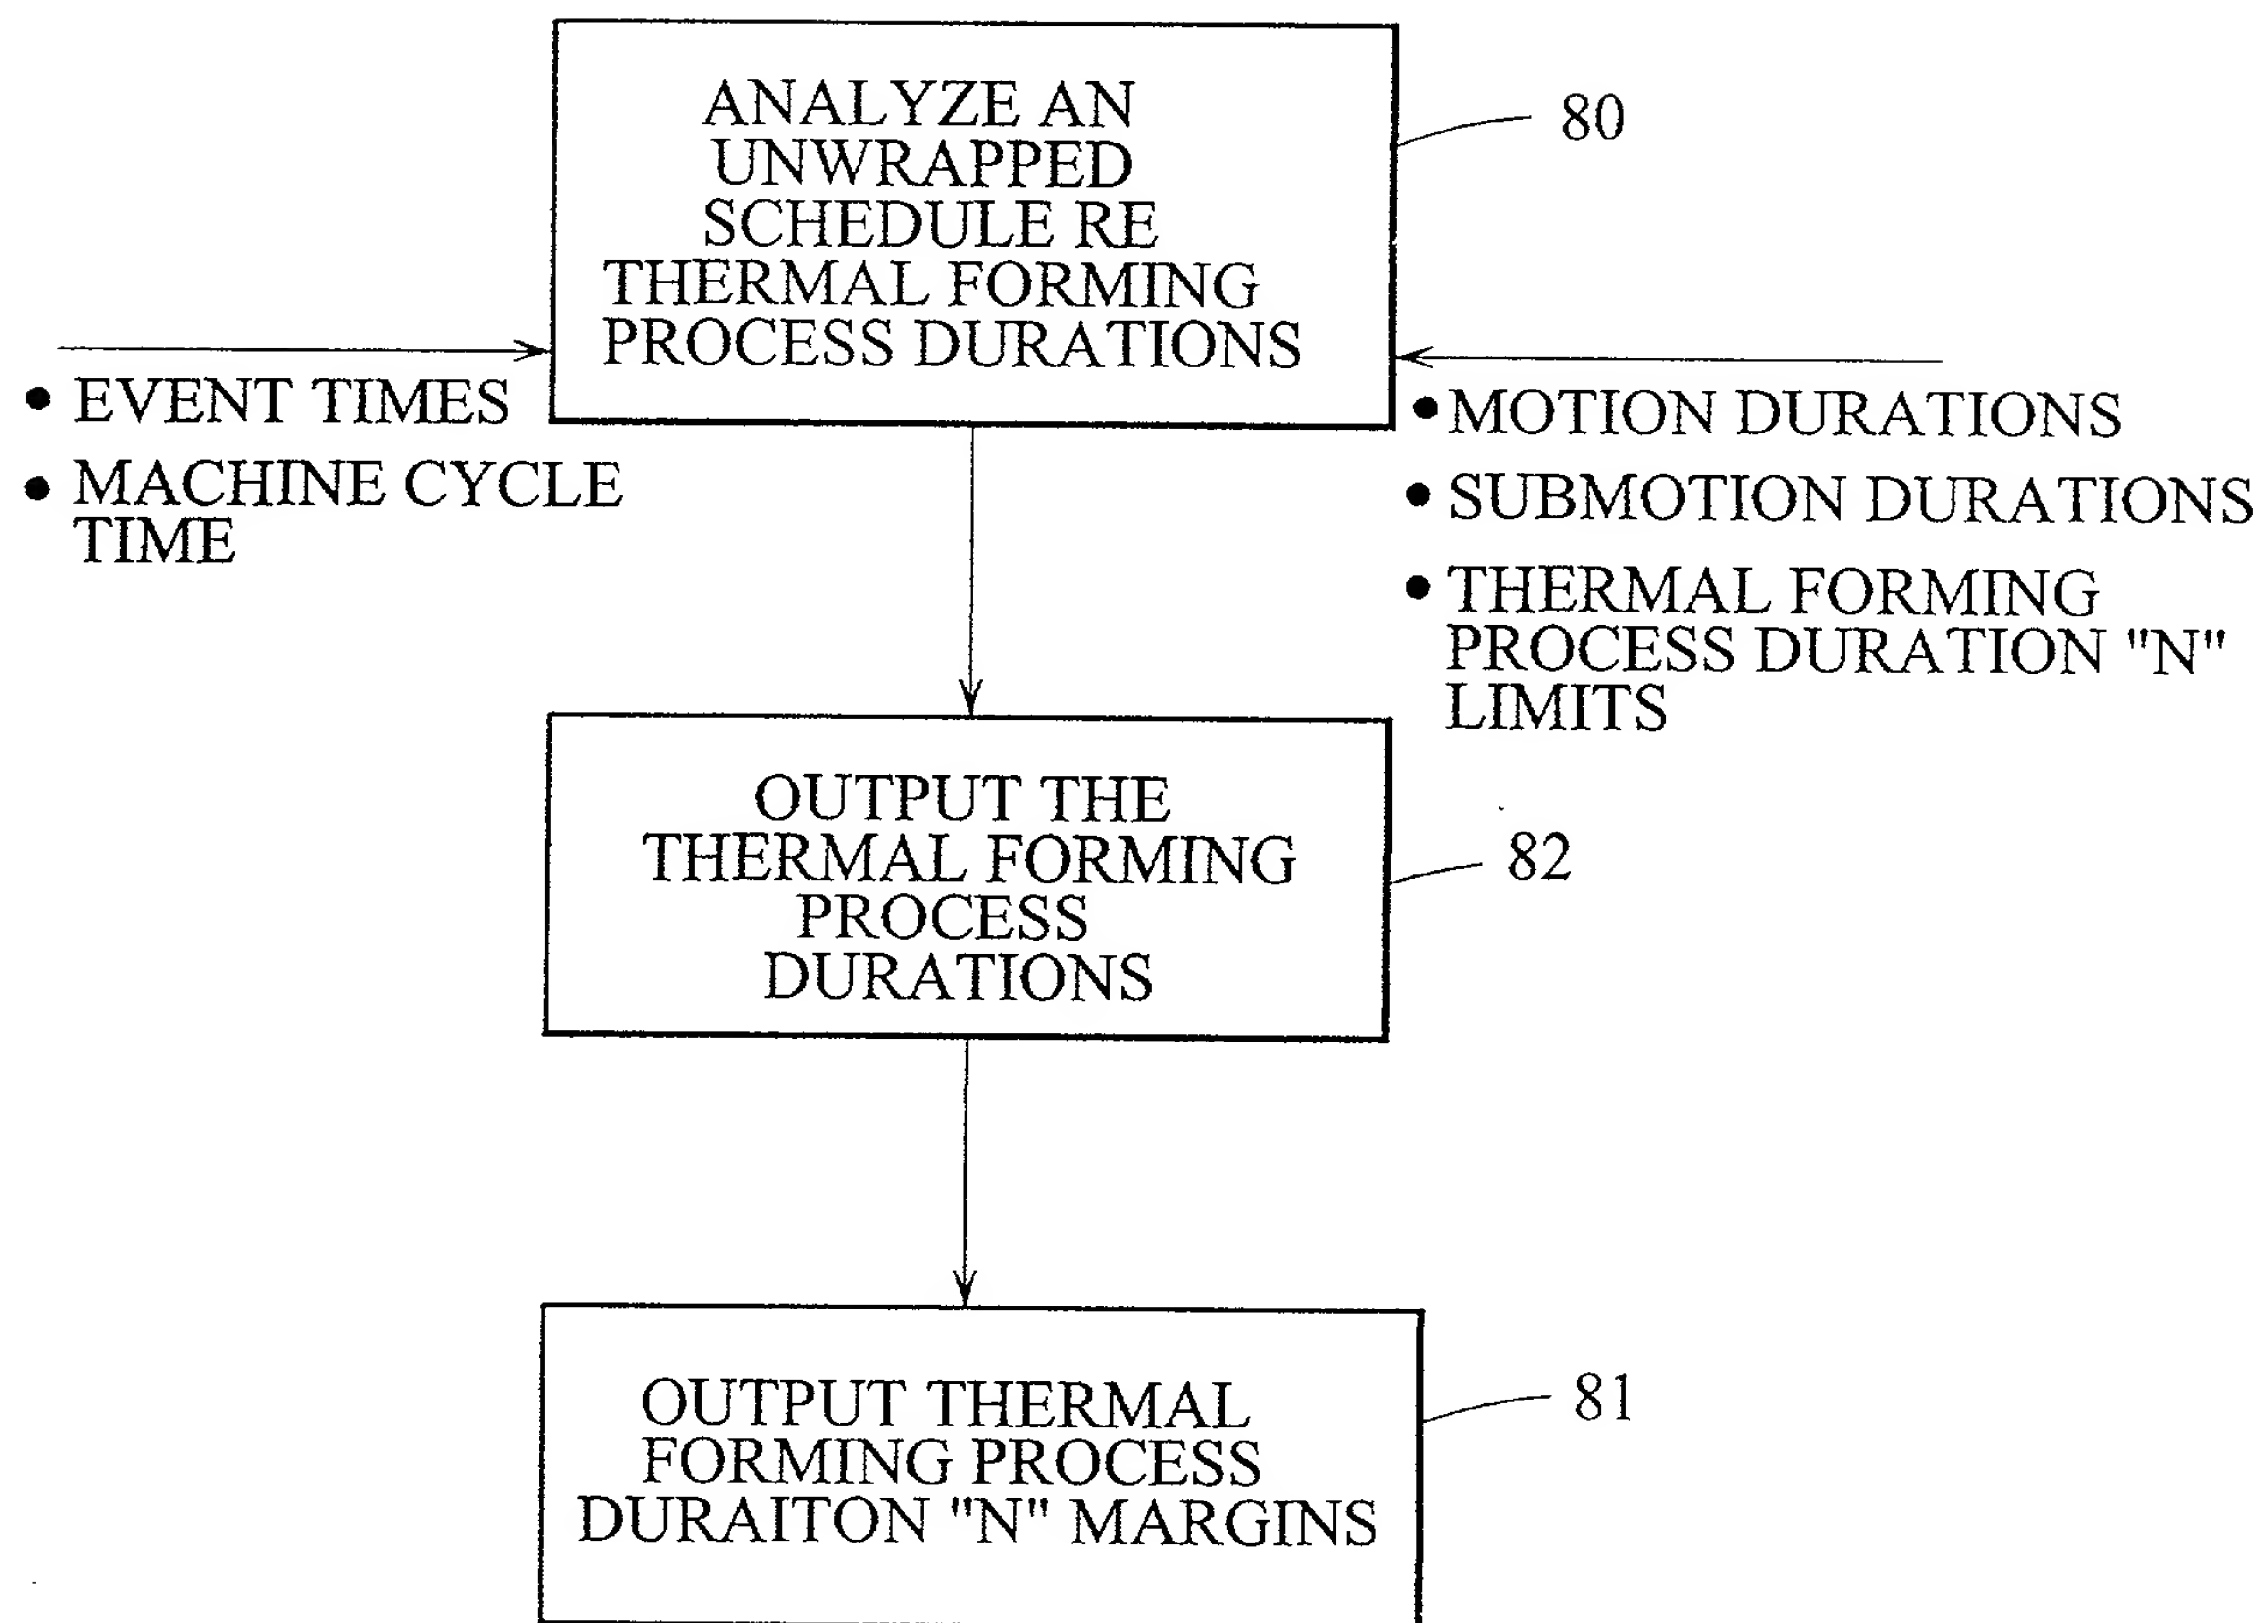 ANALYZE AN
UNWRAPPED
SCHEDULE RE
THERMAL FORMING
PROCESS DURATIONS
80
• EVENT TIMES
• MACHINE CYCLE
TIME
• MOTION DURATIONS
• SUBMOTION DURATIONS
• THERMAL FORMING
PROCESS DURATION "N"
LIMITS
OUTPUT THE
THERMAL FORMING
PROCESS
DURATIONS
82
OUTPUT THERMAL
FORMING PROCESS
DURAITON "N" MARGINS
81